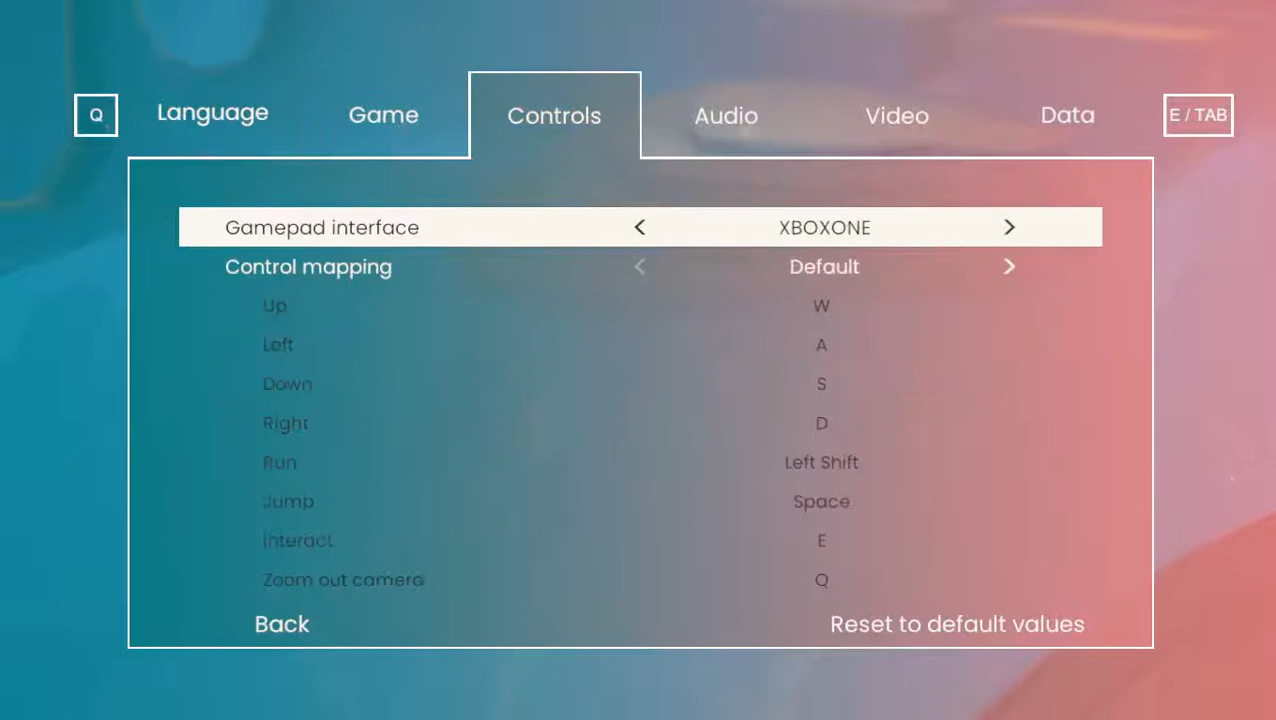 Q Language Game Controls Audio Video Data E / TAB
Gamepad interface < XBOXONE >
Control mapping < Default >
Up W
Left A
Down S
Right D
Run Left Shift
Jump Space
Interact E
Zoom out camera Q
Back Reset to default values